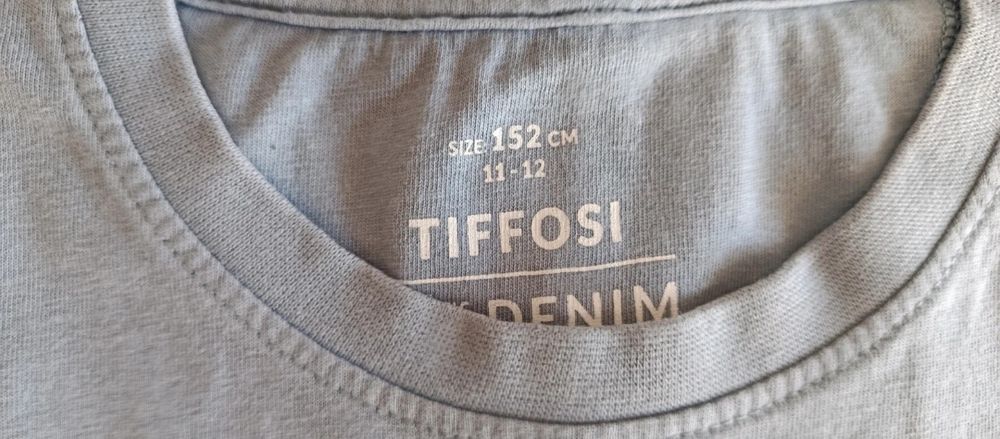 SIZE: 152 CM
11 - 12
TIFFOSI
DENIM